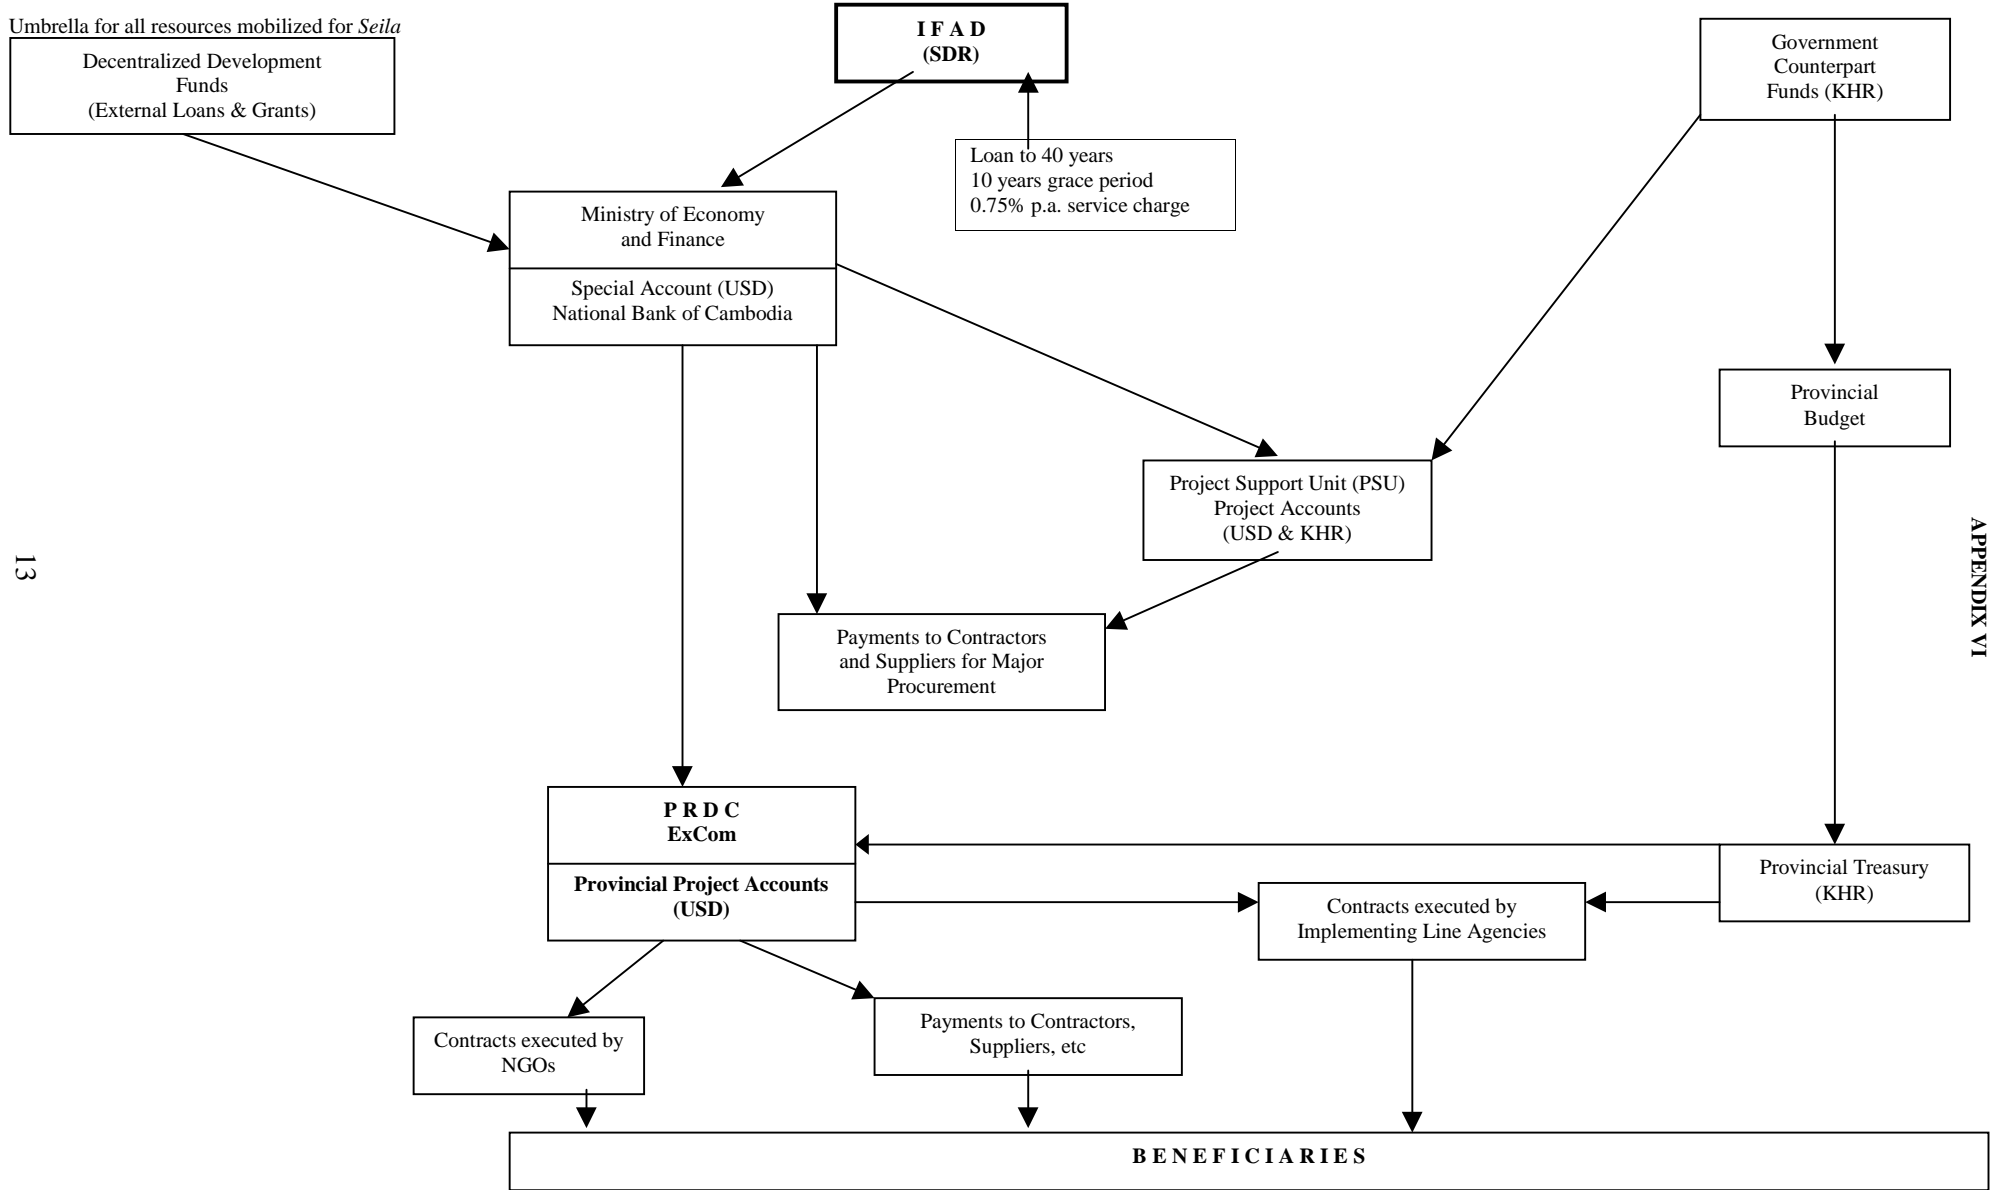 Umbrella for all resources mobilized for Seila
Decentralized Development
Funds
(External Loans & Grants)
I F A D
(SDR)
Government
Counterpart
Funds (KHR)
Loan to 40 years
10 years grace period
0.75% p.a. service charge
Ministry of Economy
and Finance
Special Account (USD)
National Bank of Cambodia
Provincial
Budget
Project Support Unit (PSU)
Project Accounts
(USD & KHR)
APPENDIX VI
13
Payments to Contractors
and Suppliers for Major
Procurement
P R D C
ExCom
Provincial Project Accounts
(USD)
Provincial Treasury
(KHR)
Contracts executed by
Implementing Line Agencies
Contracts executed by
NGOs
Payments to Contractors,
Suppliers, etc
B E N E F I C I A R I E S